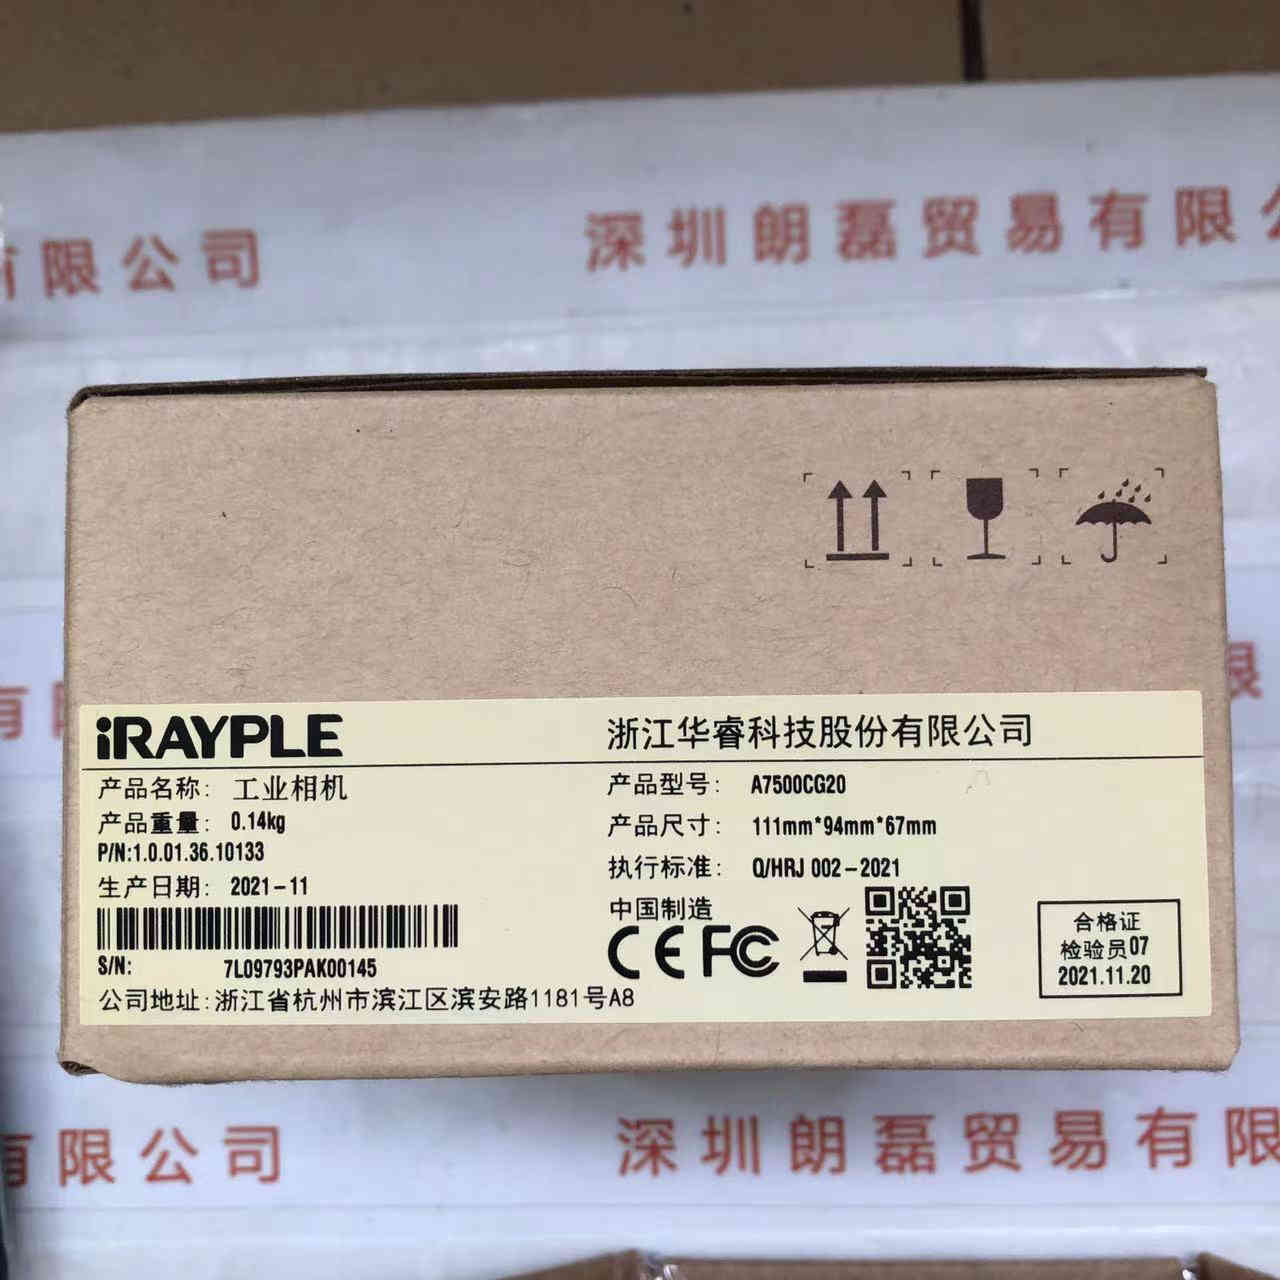 有限公司
深圳朗磊贸易有限公
iRAYPLE
浙江华睿科技股份有限公司
产品名称: 工业相机
产品型号: A7500CG20
产品重量: 0.14kg
产品尺寸: 111mm*94mm*67mm
P/N:1.0.01.36.10133
执行标准: Q/HRJ 002-2021
生产日期: 2021-11
中国制造
CE FC
S/N: 7L09793PAK00145
公司地址:浙江省杭州市滨江区滨安路1181号A8
合格证
检验员07
2021.11.20
有
限
有限公司
深圳朗磊贸易有限